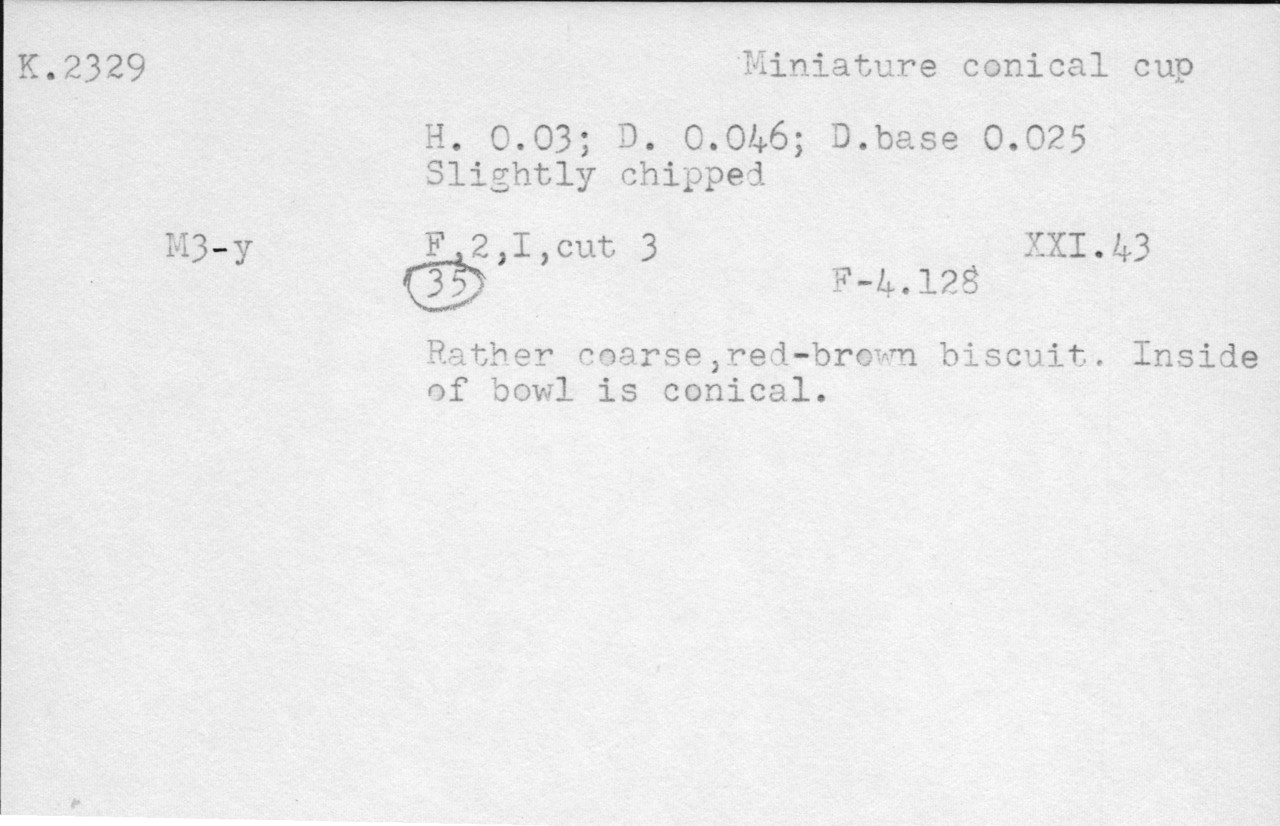 K.2329 Miniature conical cup
H. 0.03; D. 0.046; D.base 0.025
Slightly chipped
M3-y F,2,I,cut 3 XXI.43
35 F-4.128
Rather coarse,red-brown biscuit. Inside
of bowl is conical.